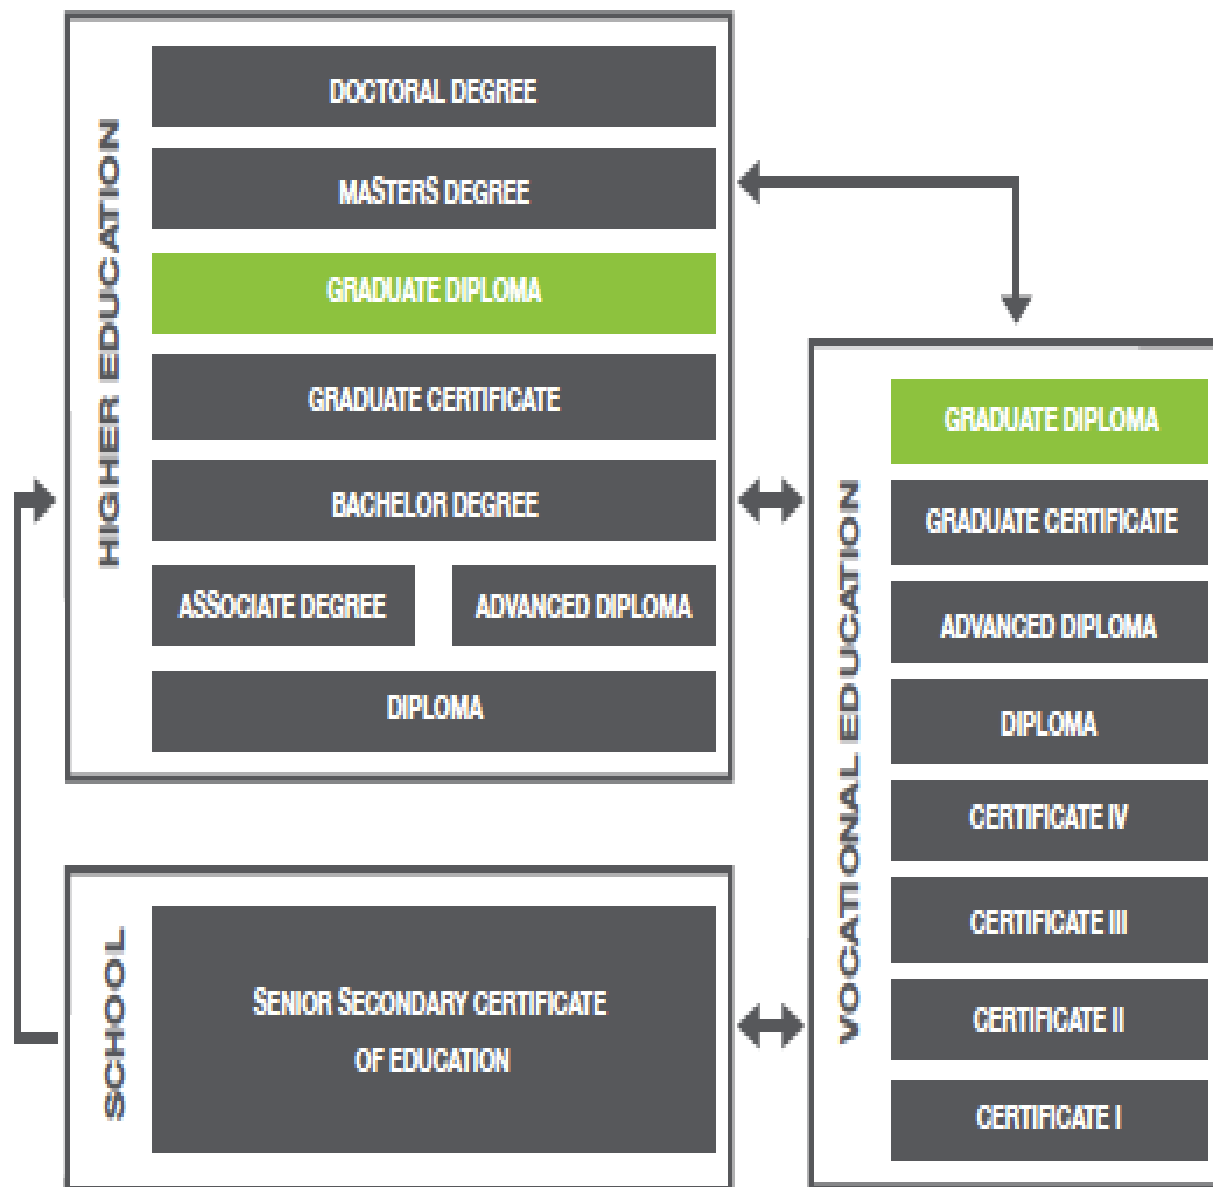 HIGHER EDUCATION
DOCTORAL DEGREE
MaSterS DEGREE
GRADUATE DIPLOMA
GRADUATE CERTIFICATE
BACHELOR DEGREE
aSSociate DEGREE
ADVANCED DIPLOMA
DIPLOMA
SCHOOL
Senior Secondary certificate
OF EDUCATION
VOCATIONAL EDUCATION
GRADUATE DIPLOMA
GRADUATE CERTIFICATE
ADVANCED DIPLOMA
DIPLOMA
CERTIFICATE IV
CERTIFICATE III
CERTIFICATE II
CERTIFICATE I